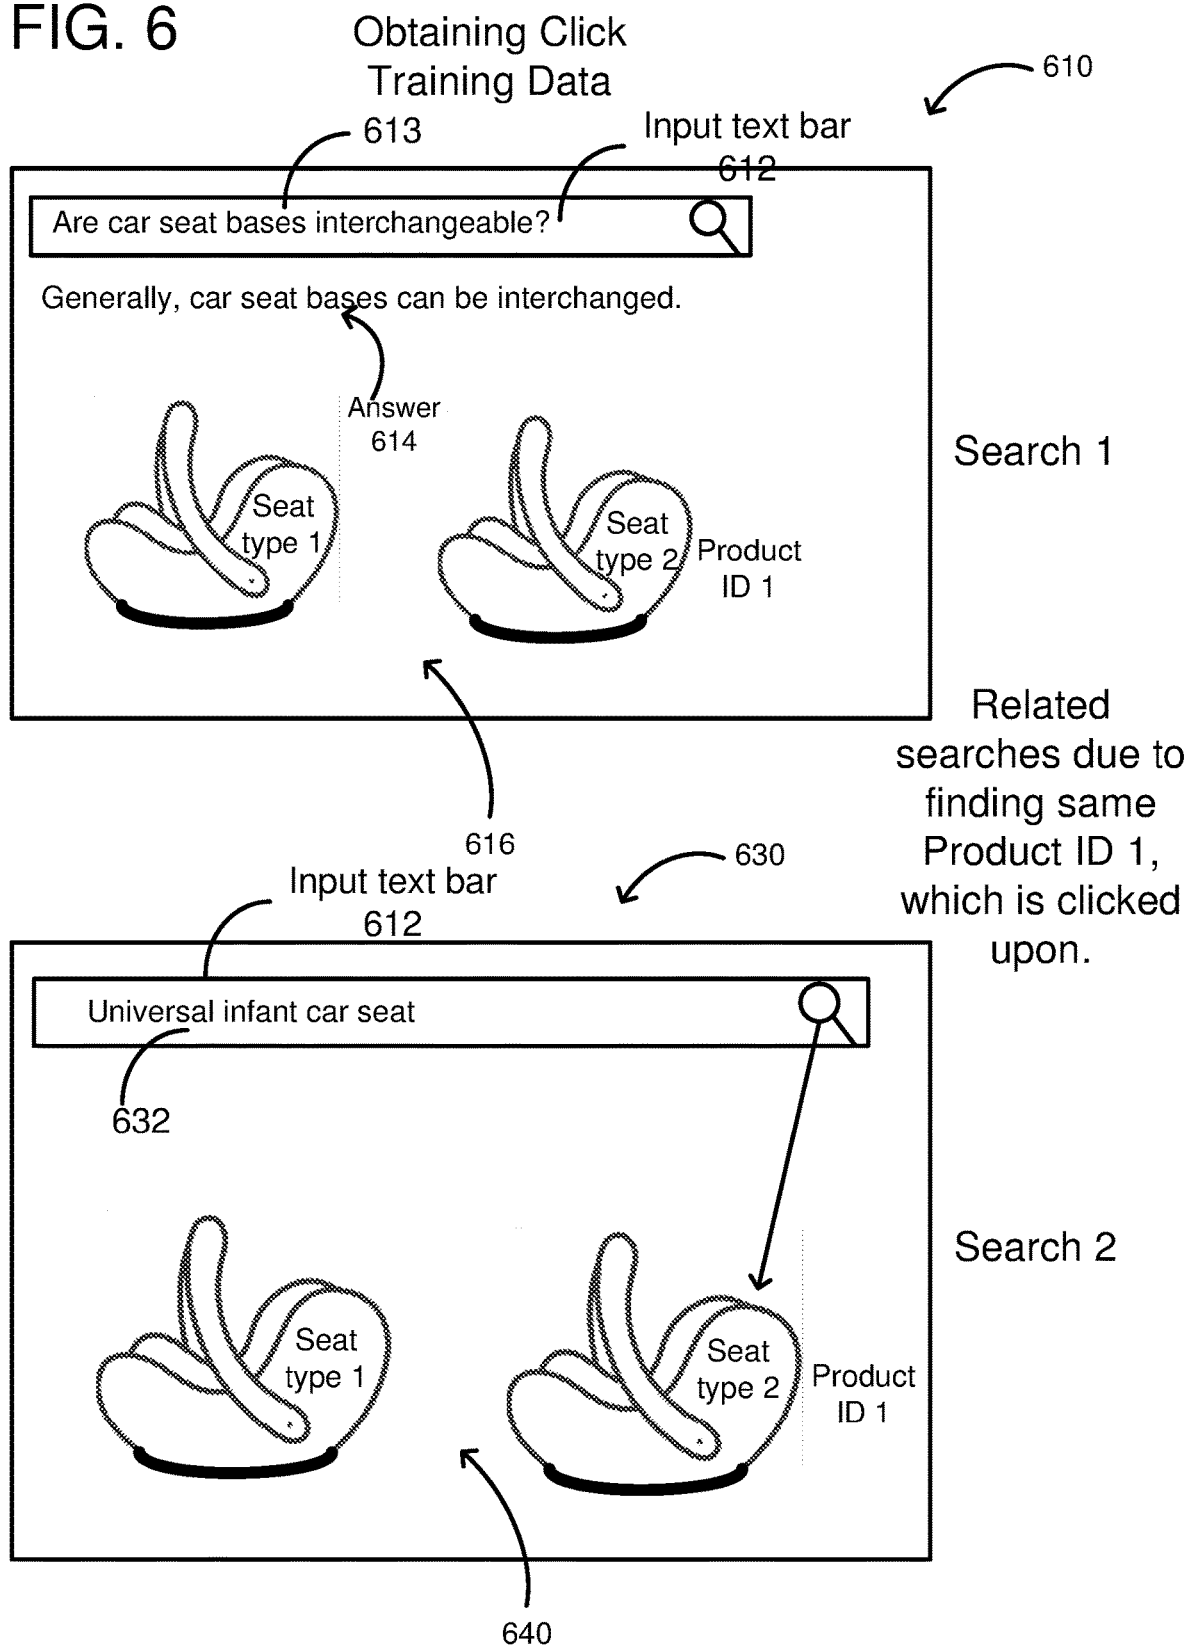 FIG. 6
Obtaining Click
Training Data
610
613
Input text bar
612
Are car seat bases interchangeable?
Generally, car seat bases can be interchanged.
Answer
614
Seat
type 1
Seat
type 2
Product
ID 1
Search 1
616
Related
searches due to
finding same
Product ID 1,
which is clicked
upon.
630
Input text bar
612
Universal infant car seat
632
Seat
type 1
Seat
type 2
Product
ID 1
Search 2
640